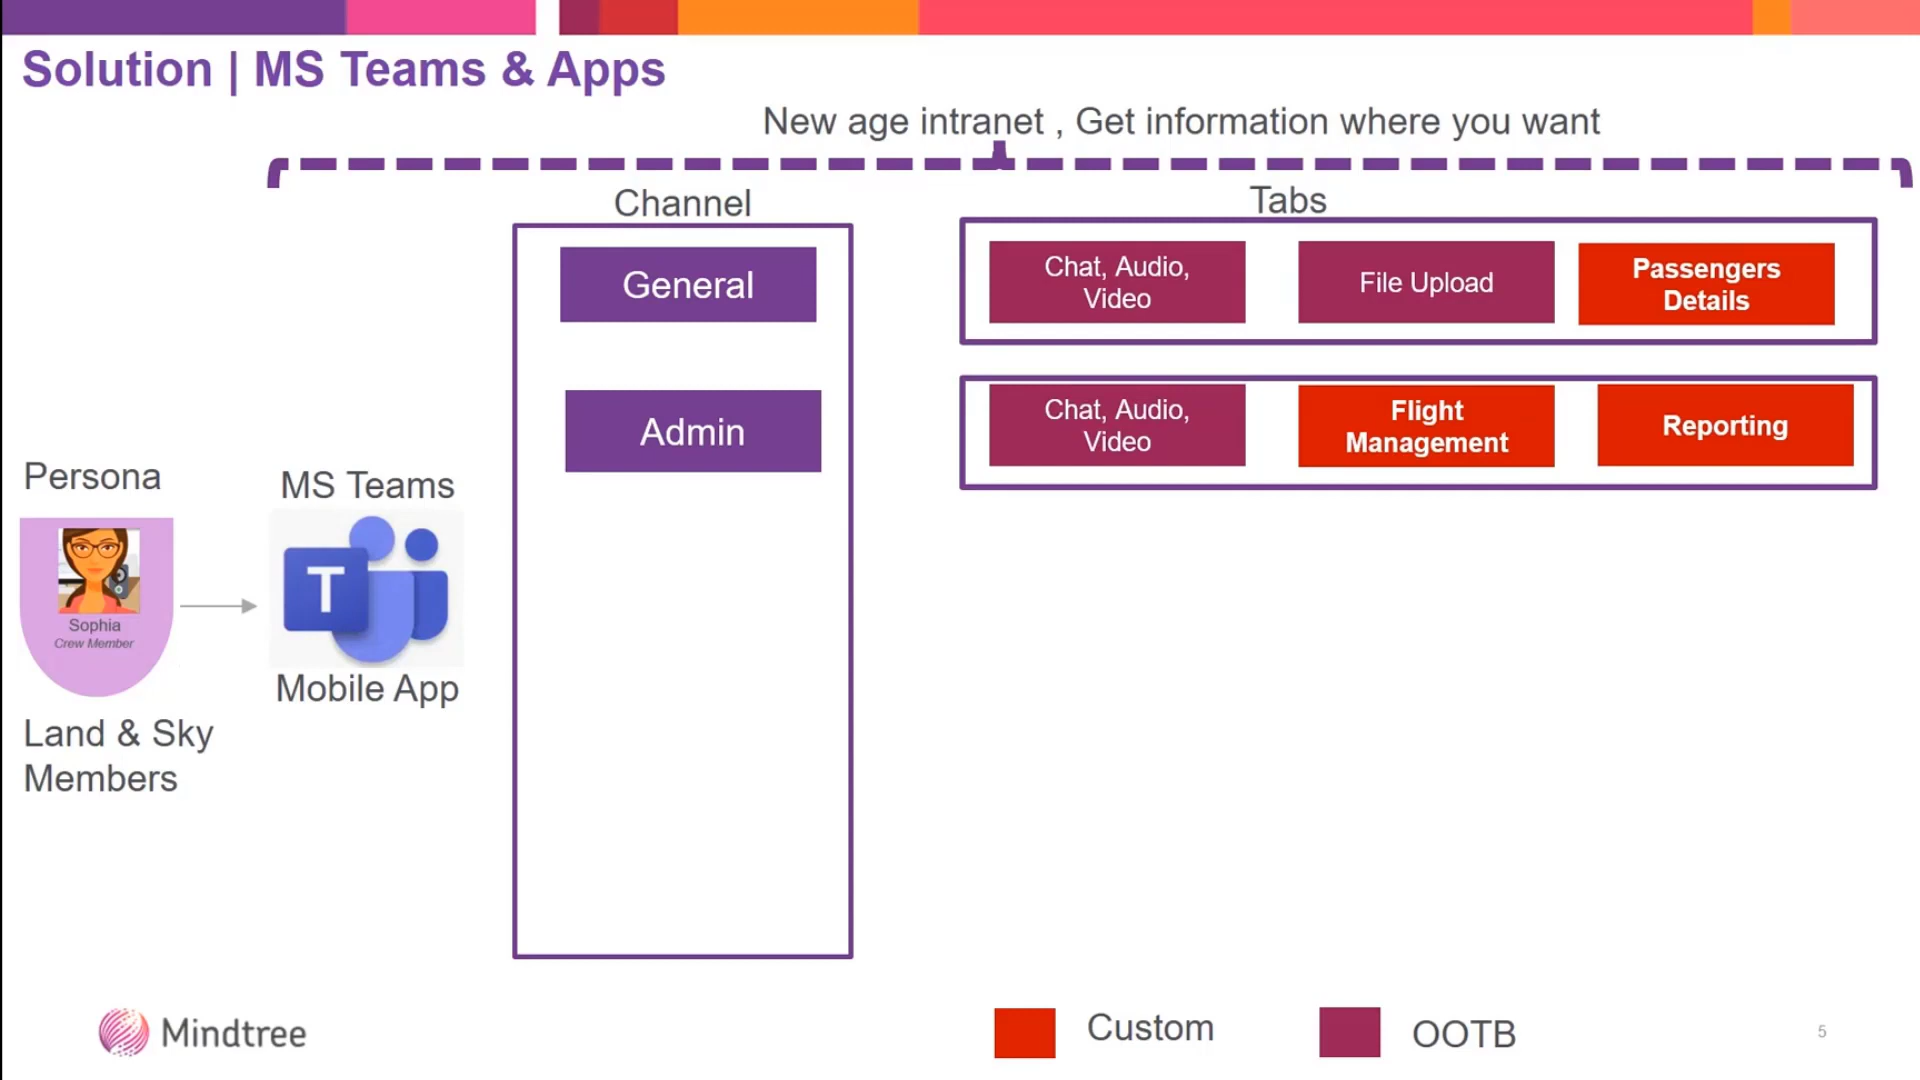 Solution | MS Teams & Apps
New age intranet , Get information where you want
Channel
Tabs
General
Chat, Audio,
Video
File Upload
Passengers
Details
Admin
Chat, Audio,
Video
Flight
Management
Reporting
Persona
Sophia
Crew Member
Land & Sky
Members
MS Teams
T
Mobile App
Mindtree
Custom
OOTB
5